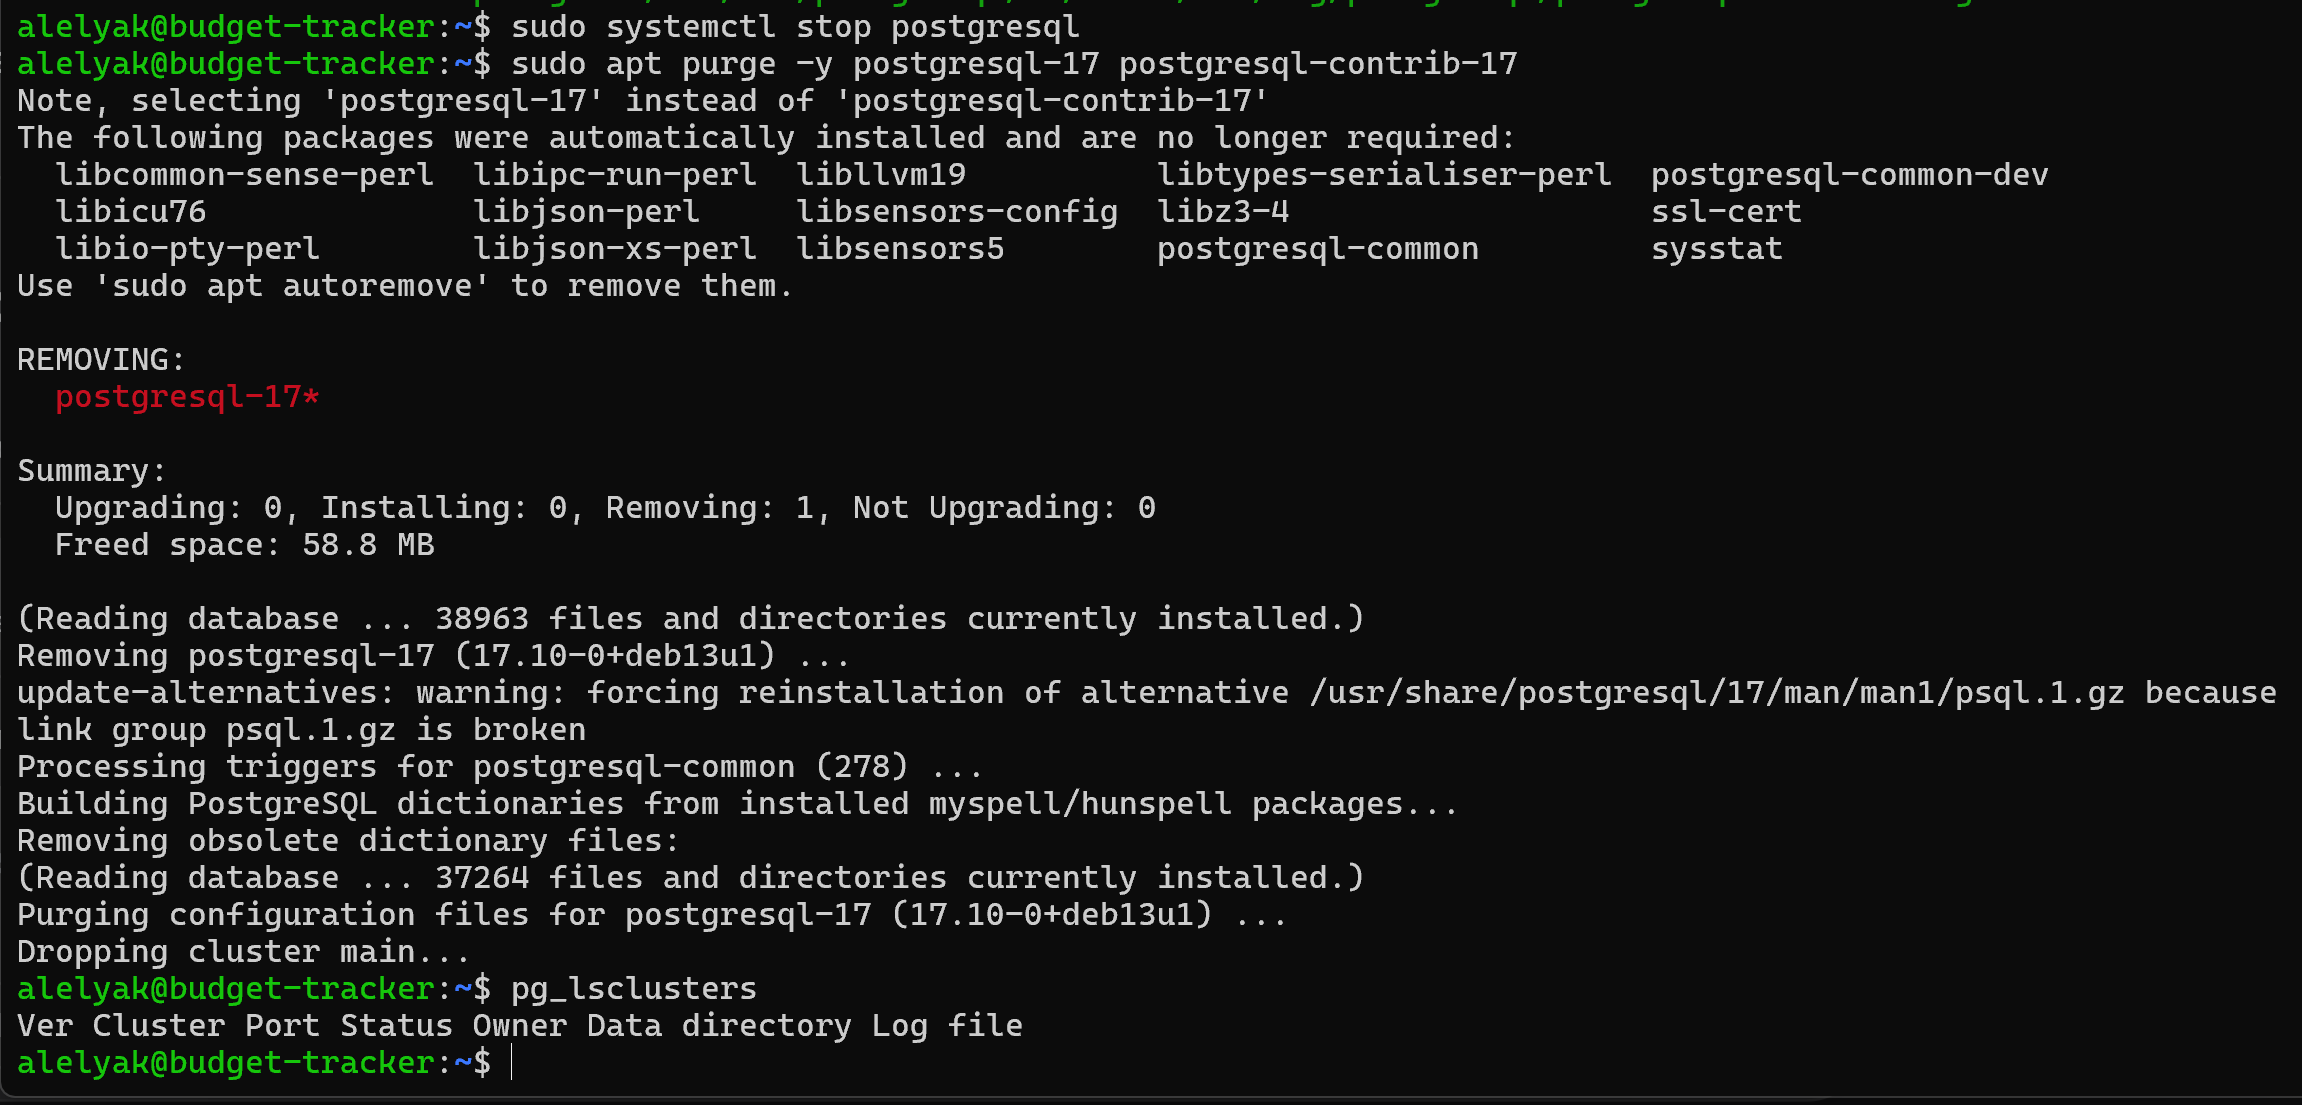 alelyak@budget-tracker:~$ sudo systemctl stop postgresql
alelyak@budget-tracker:~$ sudo apt purge -y postgresql-17 postgresql-contrib-17
Note, selecting 'postgresql-17' instead of 'postgresql-contrib-17'
The following packages were automatically installed and are no longer required:
  libcommon-sense-perl  libipc-run-perl  libllvm19          libtypes-serialiser-perl  postgresql-common-dev
  libicu76              libjson-perl     libsensors-config  libz3-4                   ssl-cert
  libio-pty-perl        libjson-xs-perl  libsensors5        postgresql-common         sysstat
Use 'sudo apt autoremove' to remove them.

REMOVING:
  postgresql-17*

Summary:
  Upgrading: 0, Installing: 0, Removing: 1, Not Upgrading: 0
  Freed space: 58.8 MB

(Reading database ... 38963 files and directories currently installed.)
Removing postgresql-17 (17.10-0+deb13u1) ...
update-alternatives: warning: forcing reinstallation of alternative /usr/share/postgresql/17/man/man1/psql.1.gz because
link group psql.1.gz is broken
Processing triggers for postgresql-common (278) ...
Building PostgreSQL dictionaries from installed myspell/hunspell packages...
Removing obsolete dictionary files:
(Reading database ... 37264 files and directories currently installed.)
Purging configuration files for postgresql-17 (17.10-0+deb13u1) ...
Dropping cluster main...
alelyak@budget-tracker:~$ pg_lsclusters
Ver Cluster Port Status Owner Data directory Log file
alelyak@budget-tracker:~$